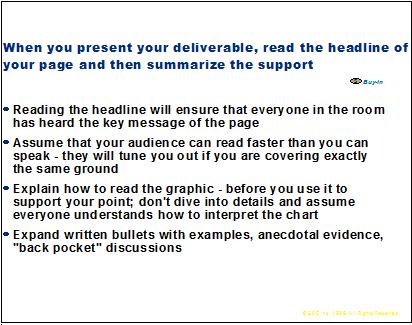 When you present your deliverable, read the headline of
your page and then summarize the support
Buy-In
• Reading the headline will ensure that everyone in the room
has heard the key message of the page
• Assume that your audience can read faster than you can
speak - they will tune you out if you are covering exactly
the same ground
• Explain how to read the graphic - before you use it to
support your point; don't dive into details and assume
everyone understands how to interpret the chart
• Expand written bullets with examples, anecdotal evidence,
"back pocket" discussions
All Rights Reserved